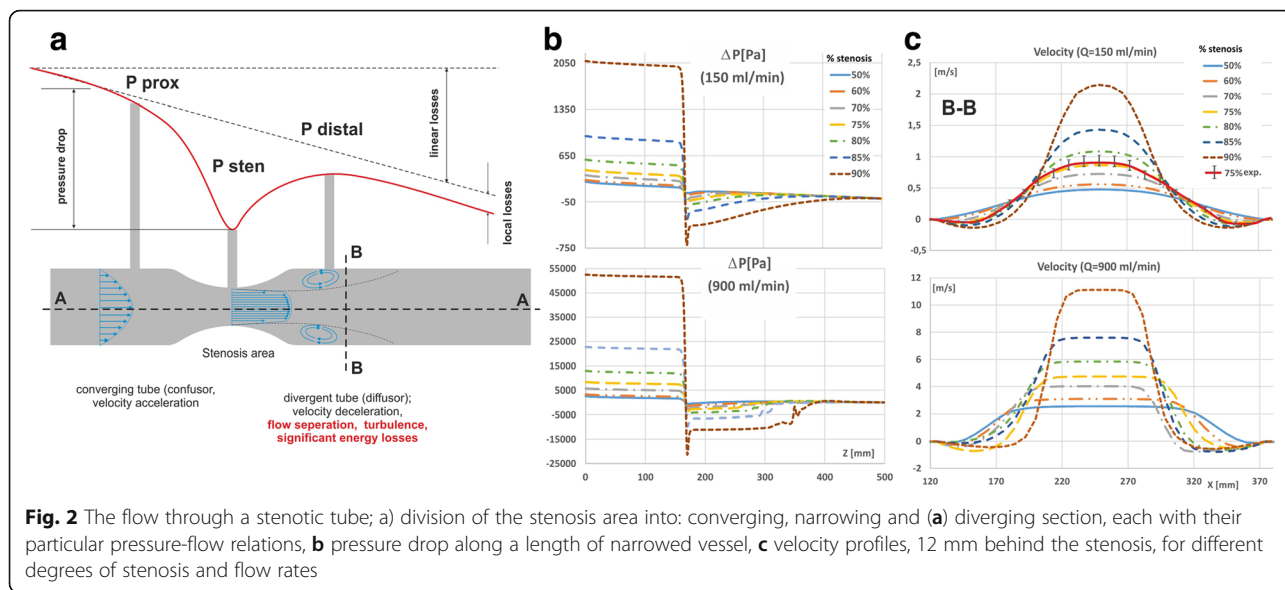 a
P prox
P distal
P sten
pressure drop
linear losses
local losses
B
A
A
B
Stenosis area
converging tube (confusor,
velocity acceleration
divergent tube (diffusor);
velocity deceleration,
flow seperation, turbulence,
significant energy losses
b
ΔP[Pa]
(150 ml/min)
% stenosis
50%
60%
70%
75%
80%
85%
90%
2050
1350
650
-50
-750
0 100 200 300 400 500
ΔP[Pa]
(900 ml/min)
55000
45000
35000
25000
15000
5000
-5000
-15000
-25000
Z [mm]
0 100 200 300 400 500
c
Velocity (Q=150 ml/min)
[m/s]
B-B
% stenosis
50%
60%
70%
75%
80%
85%
90%
75%exp.
2,5
2
1,5
1
0,5
0
-0,5
Velocity (Q=900 ml/min)
[m/s]
12
10
8
6
4
2
0
-2
X [mm]
120 170 220 270 320 370
Fig. 2 The flow through a stenotic tube; a) division of the stenosis area into: converging, narrowing and (a) diverging section, each with their
particular pressure-flow relations, b pressure drop along a length of narrowed vessel, c velocity profiles, 12 mm behind the stenosis, for different
degrees of stenosis and flow rates